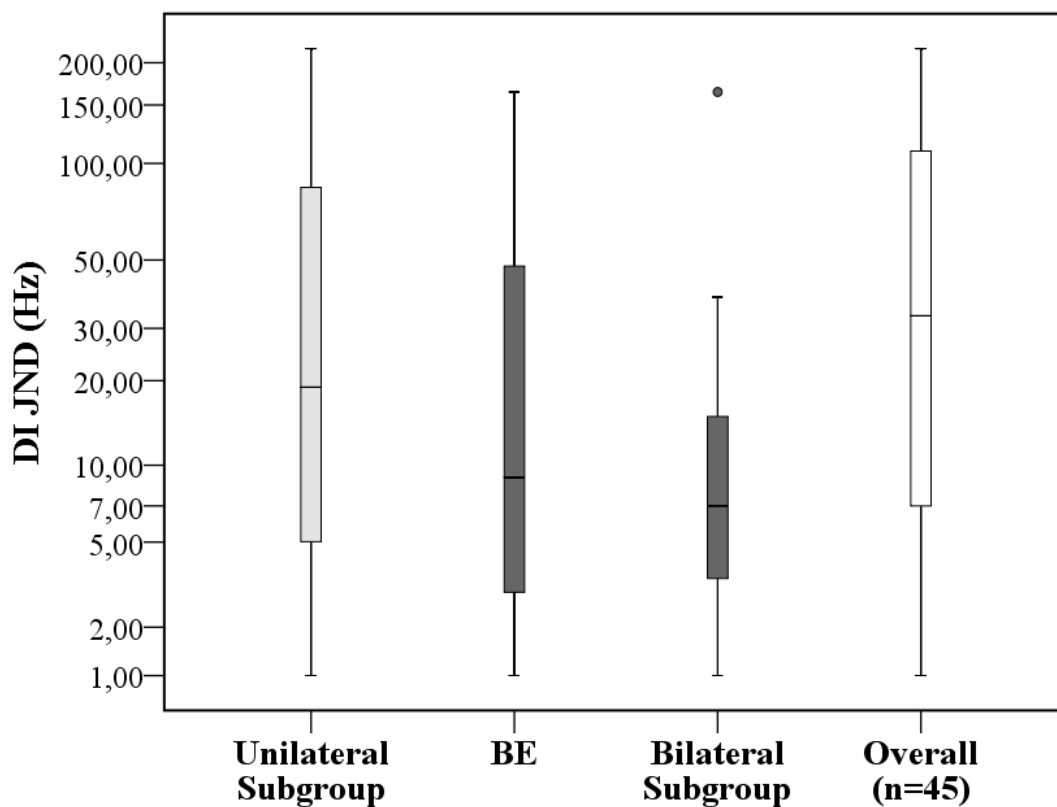 DI JND (Hz)
200,00
150,00
100,00
50,00
30,00
20,00
10,00
7,00
5,00
2,00
1,00
Unilateral
Subgroup
BE
Bilateral
Subgroup
Overall
(n=45)